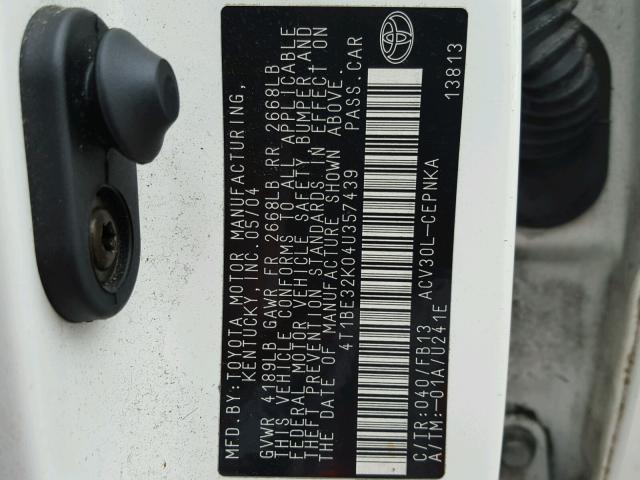 MFD.BY: TOYOTA MOTOR MANUFACTURING,
KENTUCKY, INC. 05/04
GVWR 4189LB GAWR FR 2668LB RR 2668LB
THIS VEHICLE CONFORMS TO ALL APPLICABLE
FEDERAL MOTOR VEHICLE SAFETY, BUMPER AND
THEFT PREVENTION STANDARDS IN EFFECT ON
THE DATE OF MANUFACTURE SHOWN ABOVE.
4T1BE32K04U357439 PASS. CAR
C/TR: 040/FB13 ACV30L-CEPNKA
A/TM: -01A/U241E 13813